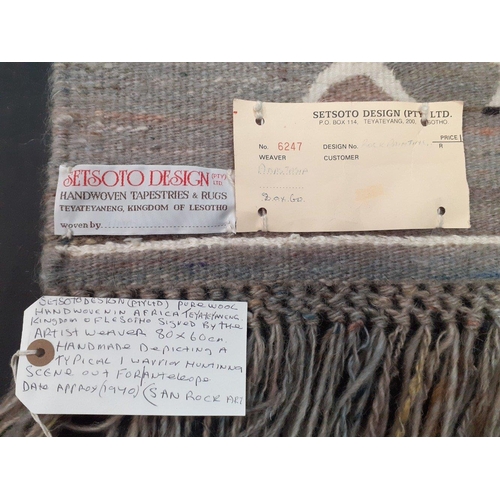 SETSOTO DESIGN (PTY) LTD
HANDWOVEN TAPESTRIES & RUGS
TEYATEYANENG, KINGDOM OF LESOTHO
woven by
SETSOTO DESIGN (PTY) LTD.
P.O. BOX 114, TEYATEYANG, 200, LESOTHO
PRICE
No. 6247 DESIGN No. R
WEAVER CUSTOMER
80x60
SETSOTO DESIGN (PTY LTD) PURE WOOL
HANDWOVEN IN AFRICA TEYATEYANENG
KINGDOM OF LESOTHO SIGNED BY THE
ARTIST WEAVER 80X60CM.
HANDMADE DEPICTING A
TYPICAL 1 WARRIOR HUNTINNG
SCENE OUT FOR ANTELOPE
DATE APPROX (1940) (SAN ROCK ART